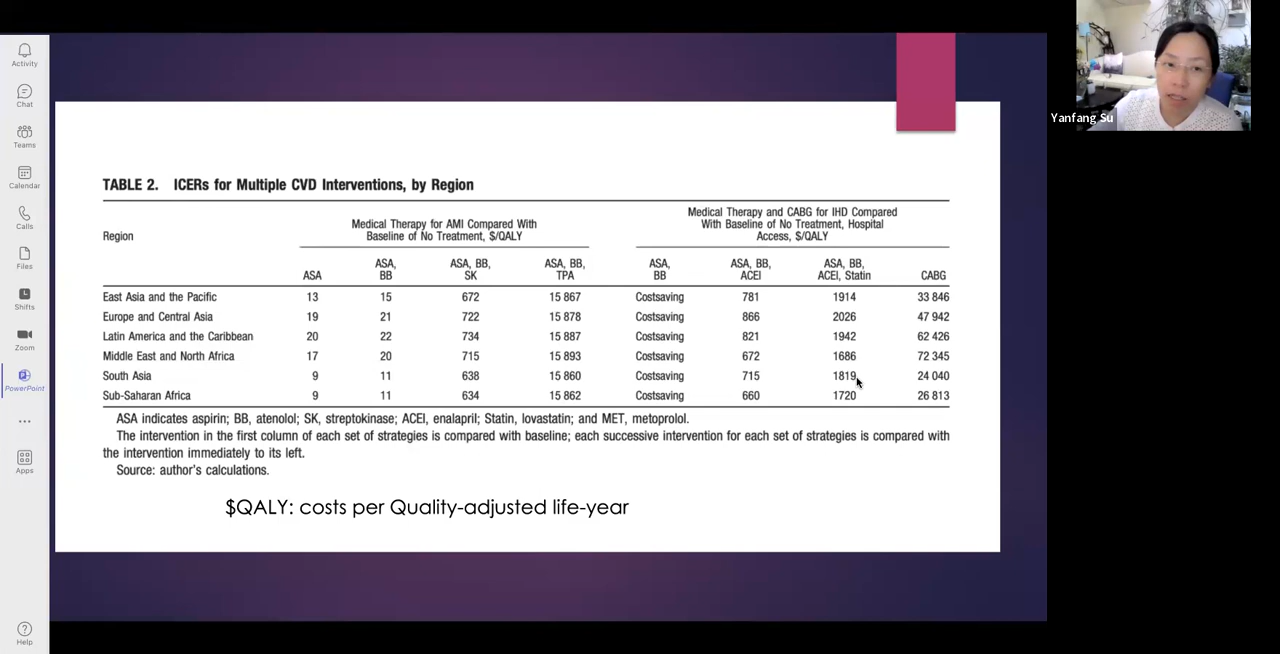 Activity
Chat
Teams
Calendar
Calls
Files
Shifts
Zoom
PowerPoint
Apps
Help
TABLE 2. ICERs for Multiple CVD Interventions, by Region
Region
Medical Therapy for AMI Compared With
Baseline of No Treatment, $/QALY
Medical Therapy and CABG for IHD Compared
With Baseline of No Treatment, Hospital
Access, $/QALY
ASA
ASA,
BB
ASA, BB,
SK
ASA, BB,
TPA
ASA,
BB
ASA, BB,
ACEI
ASA, BB,
ACEI, Statin
CABG
East Asia and the Pacific 13 15 672 15 867 Costsaving 781 1914 33 846
Europe and Central Asia 19 21 722 15 878 Costsaving 866 2026 47 942
Latin America and the Caribbean 20 22 734 15 887 Costsaving 821 1942 62 426
Middle East and North Africa 17 20 715 15 893 Costsaving 672 1686 72 345
South Asia 9 11 638 15 860 Costsaving 715 1819 24 040
Sub-Saharan Africa 9 11 634 15 862 Costsaving 660 1720 26 813
ASA indicates aspirin; BB, atenolol; SK, streptokinase; ACEI, enalapril; Statin, lovastatin; and MET, metoprolol.
The intervention in the first column of each set of strategies is compared with baseline; each successive intervention for each set of strategies is compared with
the intervention immediately to its left.
Source: author's calculations.
$QALY: costs per Quality-adjusted life-year
Yanfang Su